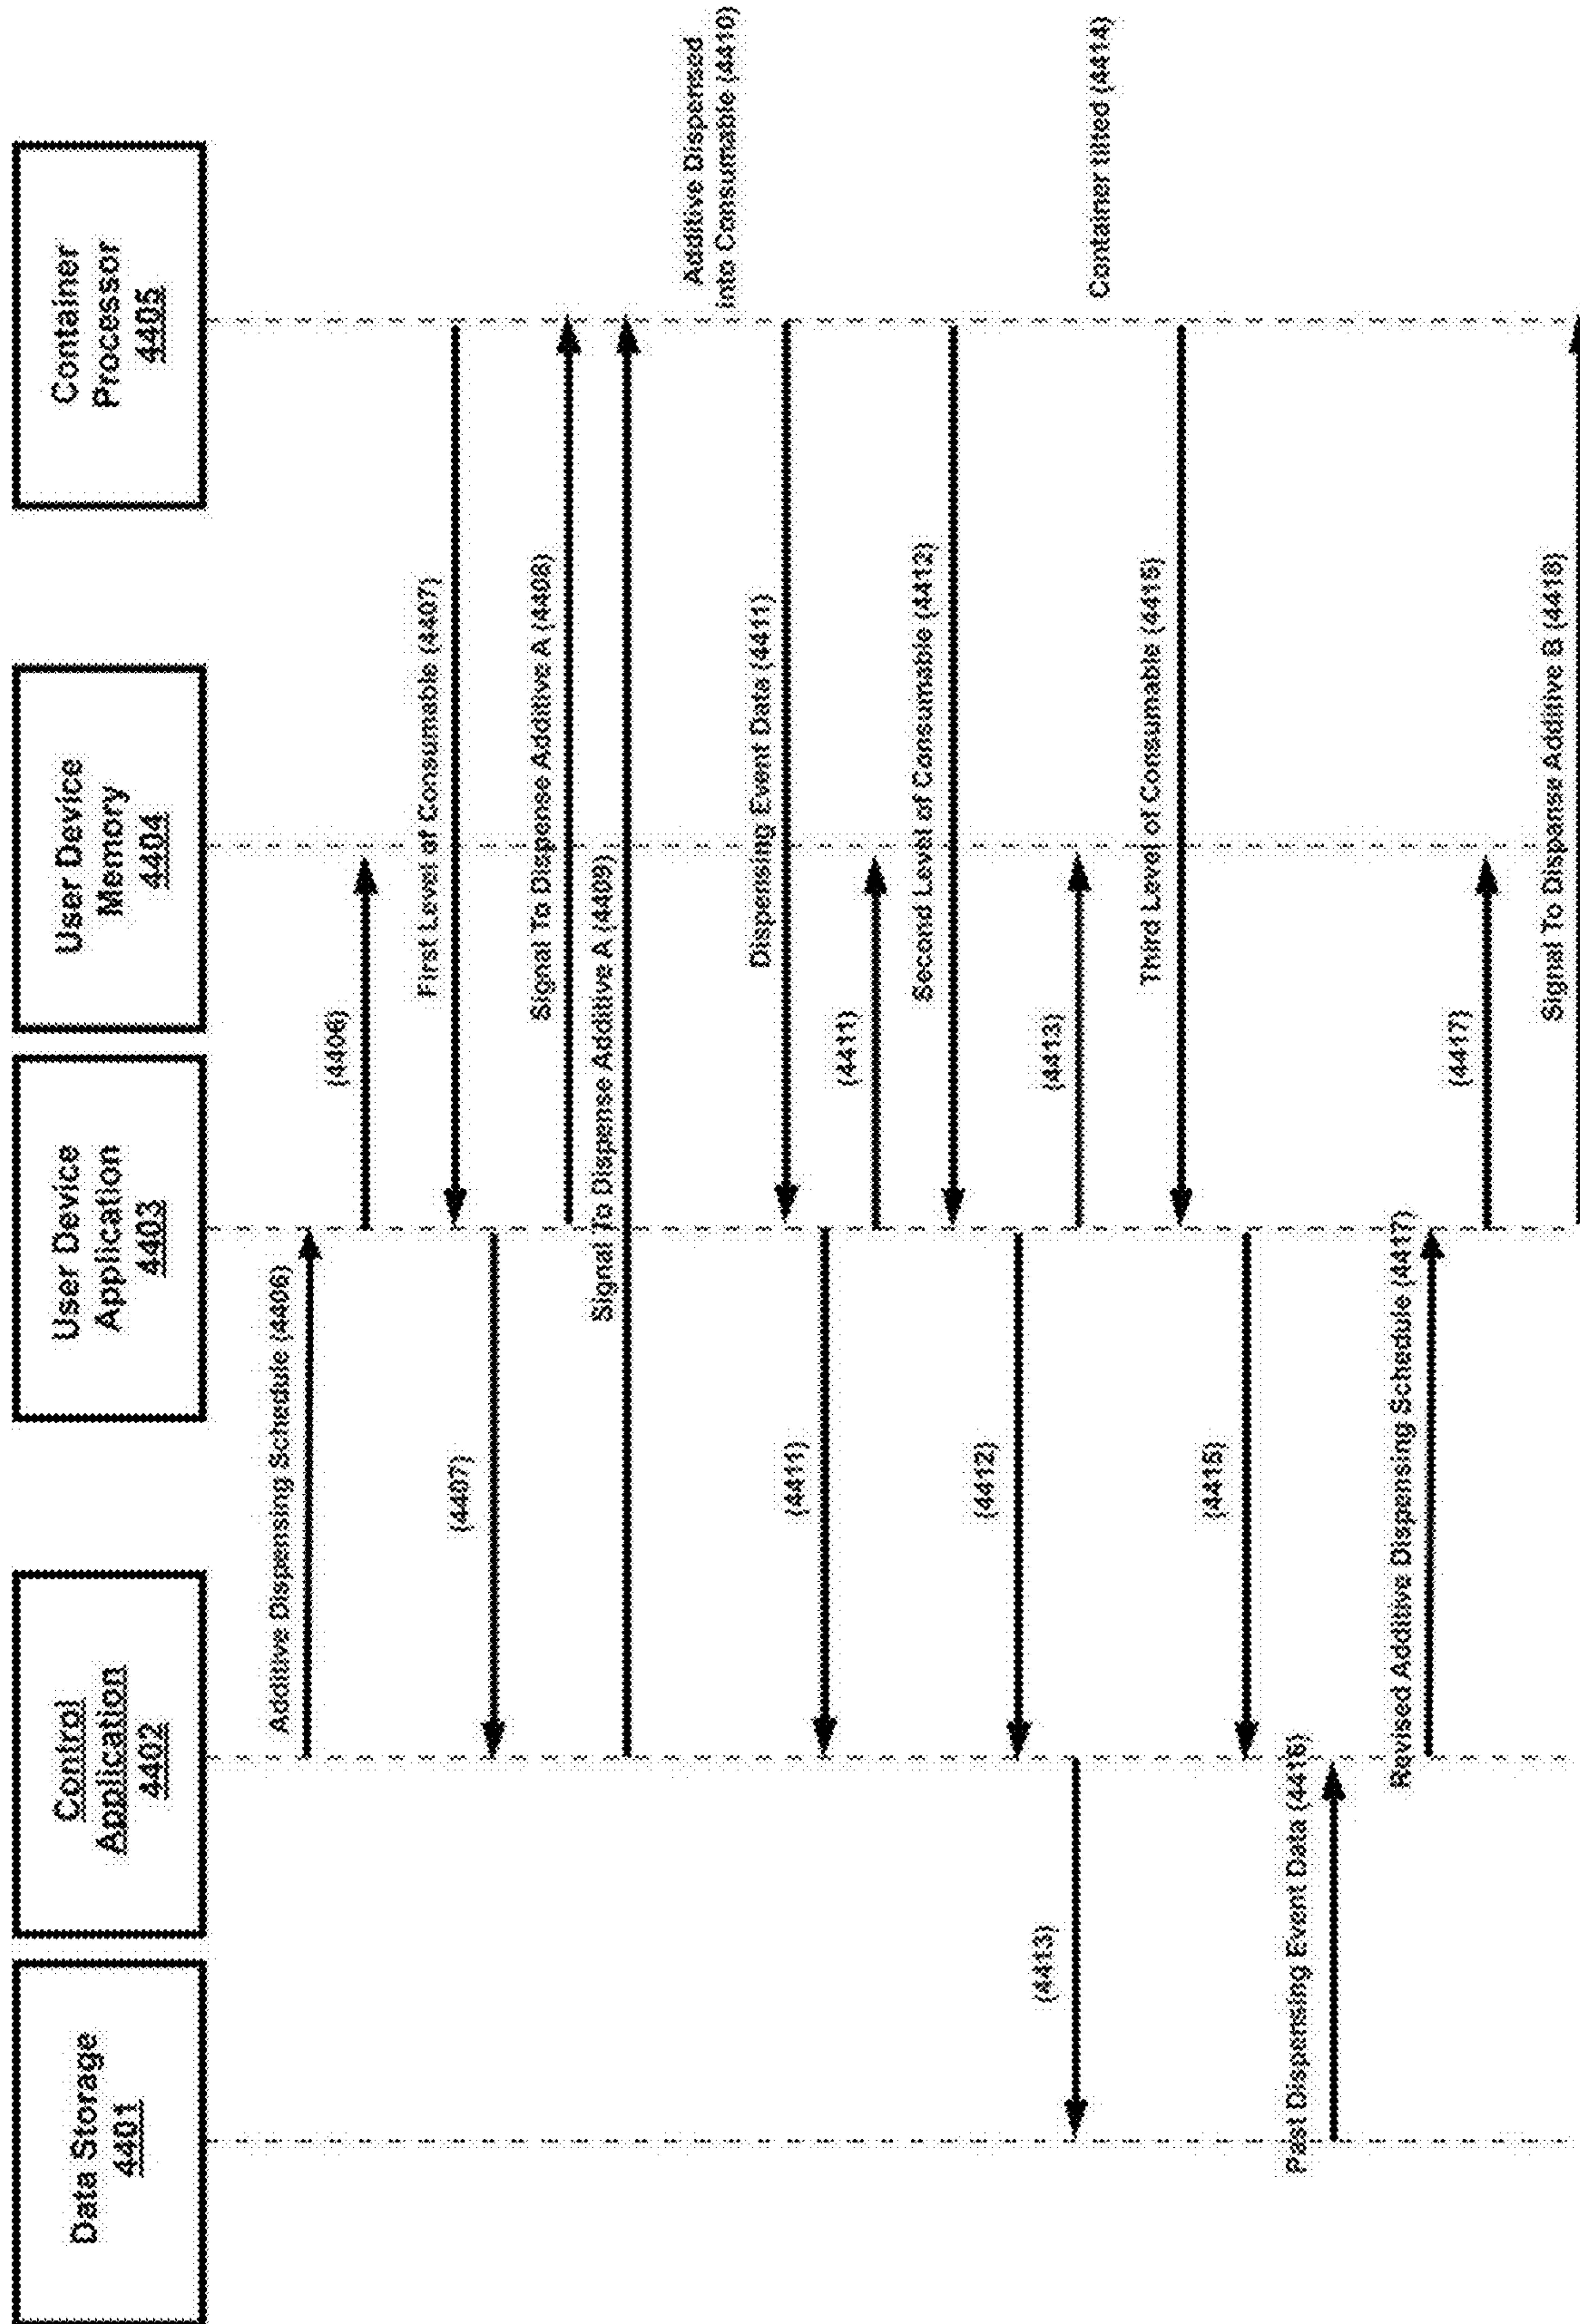 Data Storage
4401
Control
Application
4402
User Device
Application
4403
User Device
Memory
4404
Container
Processor
4405
Additive Dispensing Schedule (4406)
(4406)
First Level of Consumable (4407)
(4407)
Signal To Dispense Additive A (4408)
Signal To Dispense Additive A (4409)
Additive Dispensed
into Consumable (4410)
Dispensing Event Data (4411)
(4411)
(4411)
Second Level of Consumable (4412)
(4412)
(4413)
(4413)
Container tilted (4414)
Third Level of Consumable (4415)
(4415)
Past Dispensing Event Data (4416)
Revised Additive Dispensing Schedule (4417)
(4417)
Signal To Dispense Additive B (4418)